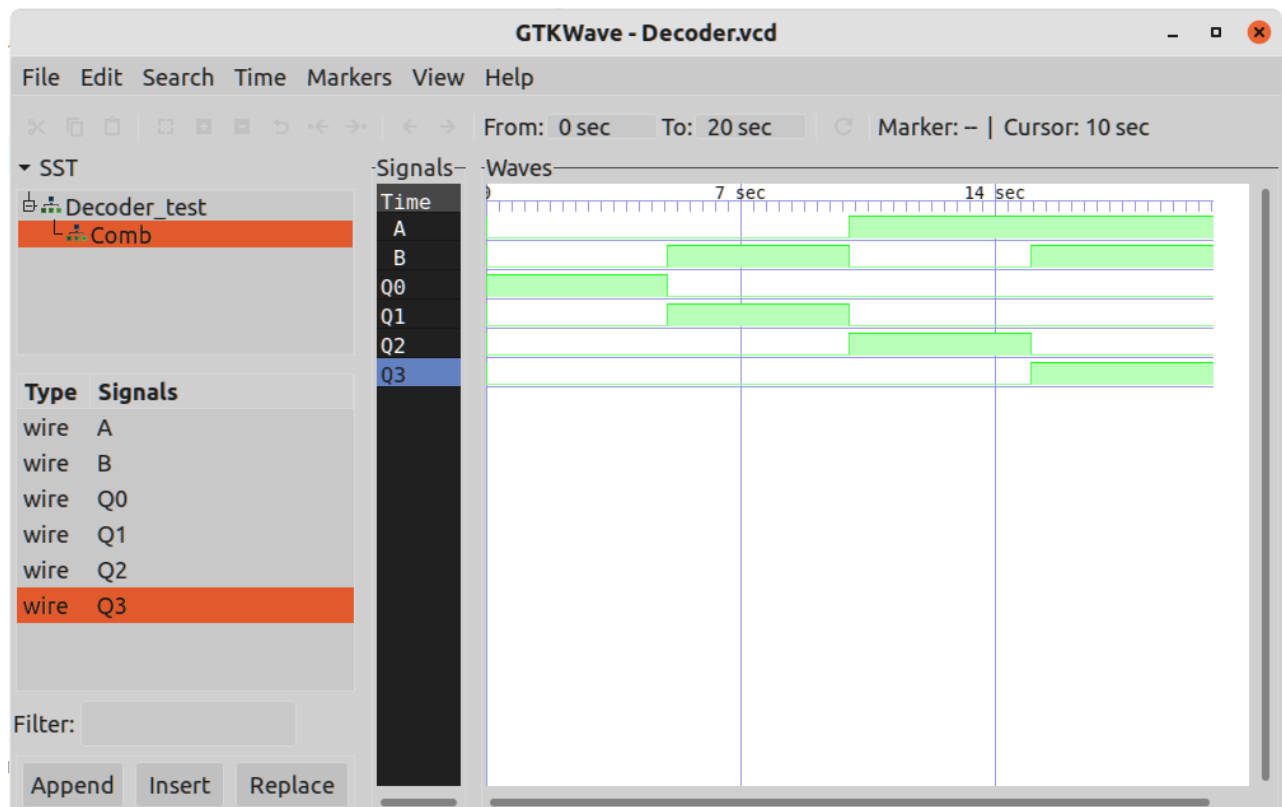 GTKWave - Decoder.vcd
File Edit Search Time Markers View Help
From: 0 sec To: 20 sec Marker: -- | Cursor: 10 sec
SST
Decoder_test
Comb
Type Signals
wire A
wire B
wire Q0
wire Q1
wire Q2
wire Q3
Filter:
Append Insert Replace
Signals
Time
A
B
Q0
Q1
Q2
Q3
Waves
0 7 sec 14 sec